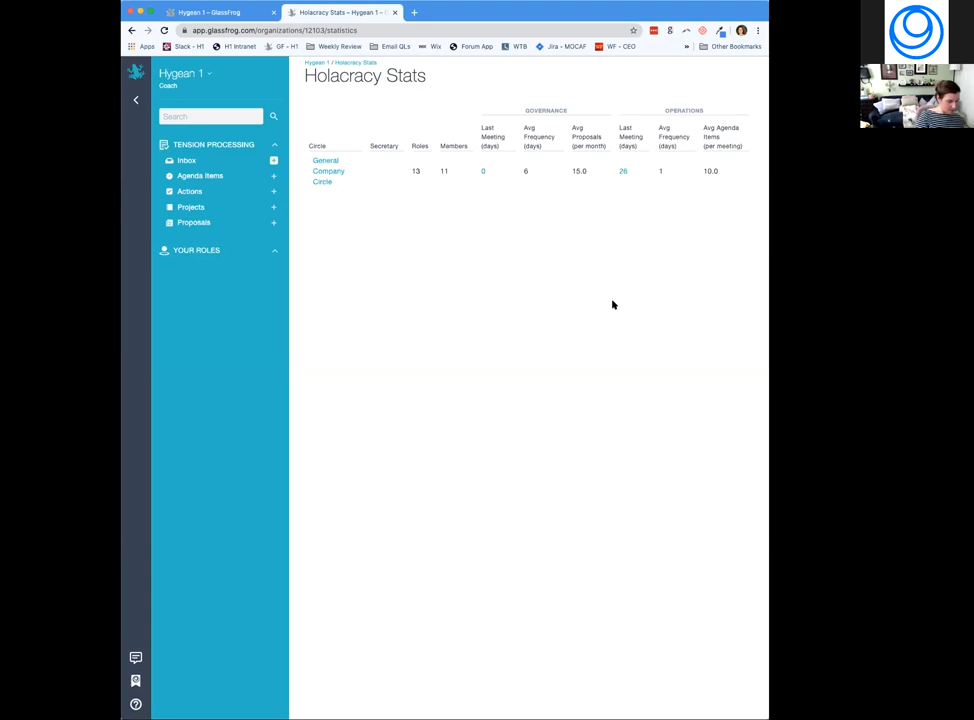 Hygean 1 – GlassFrog
Holacracy Stats – Hygean 1 –
app.glassfrog.com/organizations/12103/statistics
Apps Slack - H1 H1 Intranet GF - H1 Weekly Review Email QLs Wix Forum App WTB Jira - MOCAF WF - CEO » Other Bookmarks
Hygean 1
Coach
Search
TENSION PROCESSING
Inbox
Agenda Items
Actions
Projects
Proposals
YOUR ROLES
Hygean 1 / Holacracy Stats
Holacracy Stats
GOVERNANCE OPERATIONS
Circle Secretary Roles Members Last Meeting (days) Avg Frequency (days) Avg Proposals (per month) Last Meeting (days) Avg Frequency (days) Avg Agenda Items (per meeting)
General Company Circle 13 11 0 6 15.0 26 1 10.0